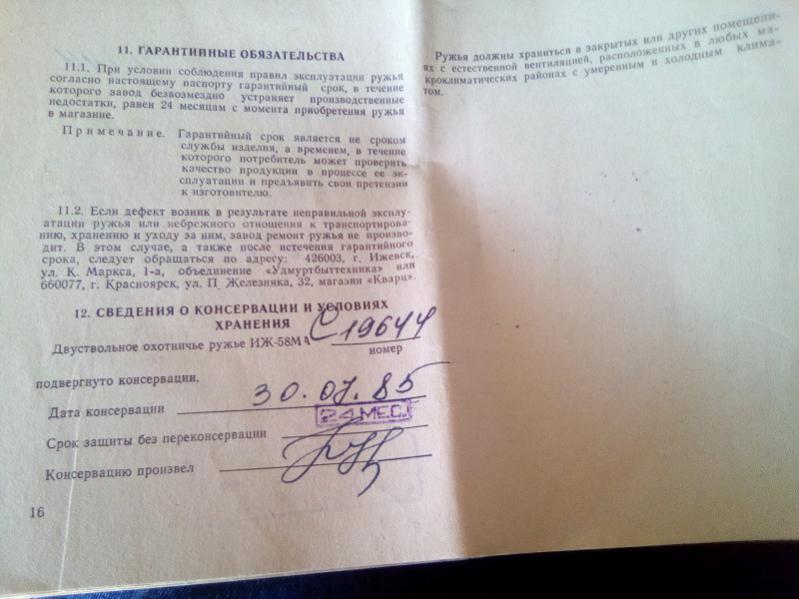 11. ГАРАНТИЙНЫЕ ОБЯЗАТЕЛЬСТВА
11.1. При условии соблюдения правил эксплуатации ружья
согласно настоящему паспорту гарантийный срок, в течение
которого завод безвозмездно устраняет производственные
недостатки, равен 24 месяцам с момента приобретения ружья
в магазине.
Примечание. Гарантийный срок является не сроком
службы изделия, а временем, в течение
которого потребитель может проверить
качество продукции в процессе ее эк-
сплуатации и предъявить свои претензии
к изготовителю.
11.2. Если дефект возник в результате неправильной эксплу-
атации ружья или небрежного отношения к транспортирова-
нию, хранению и уходу за ним, завод ремонт ружья не произво-
дит. В этом случае, а также после истечения гарантийного
срока, следует обращаться по адресу: 426003, г. Ижевск,
ул. К. Маркса, 1-а, объединение «Удмуртбыттехника» или
660077, г. Красноярск, ул. П. Железняка, 32, магазин «Кварц».
12. СВЕДЕНИЯ О КОНСЕРВАЦИИ И УСЛОВИЯХ
ХРАНЕНИЯ
Двуствольное охотничье ружье ИЖ-58МА С19644
номер
подвергнуто консервации.
Дата консервации 30.07.85
24 МЕС.
Срок защиты без переконсервации
Консервацию произвел
16
Ружья должны храниться в закрытых или других помещени-
ях с естественной вентиляцией, расположенных в любых ма-
кроклиматических районах с умеренным и холодным клима-
том.